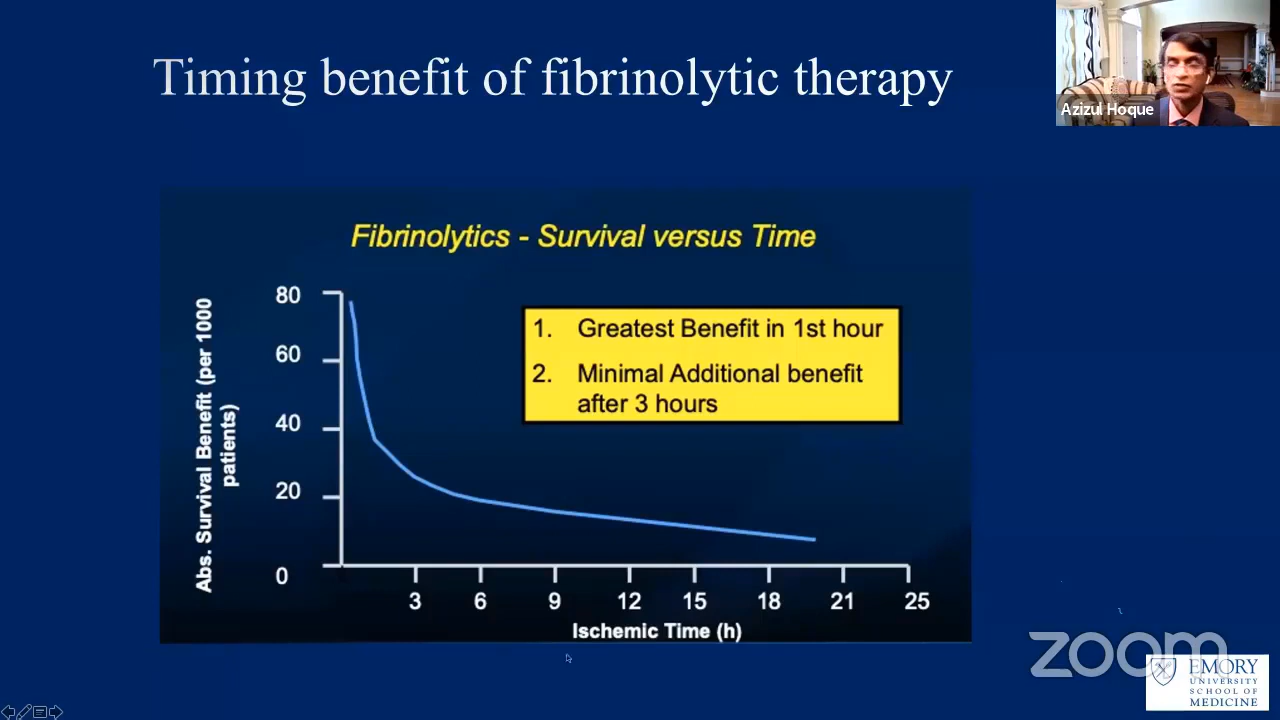 Timing benefit of fibrinolytic therapy
Azizul Hoque
Fibrinolytics - Survival versus Time
Abs. Survival Benefit (per 1000
patients)
80
60
40
20
0
1. Greatest Benefit in 1st hour
2. Minimal Additional benefit
after 3 hours
3 6 9 12 15 18 21 25
Ischemic Time (h)
zoom
EMORY
UNIVERSITY
SCHOOL OF
MEDICINE